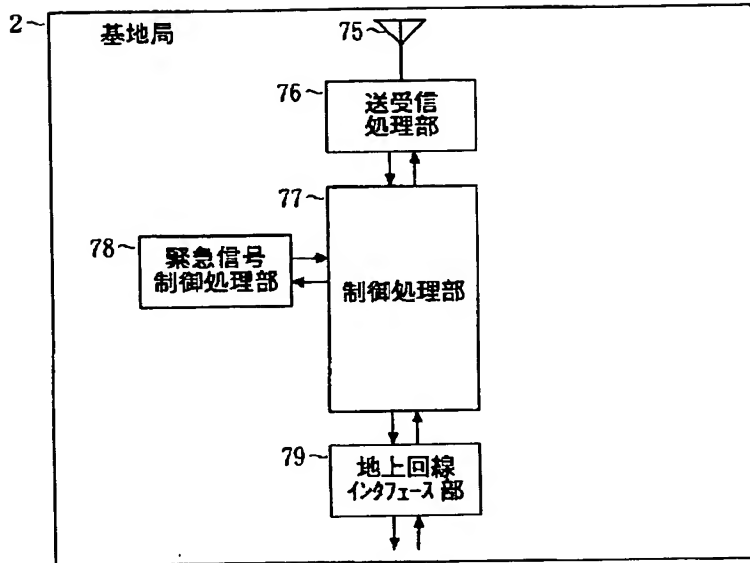 2
基地局
75
76
送受信
処理部
77
78
緊急信号
制御処理部
制御処理部
79
地上回線
インタフェース部